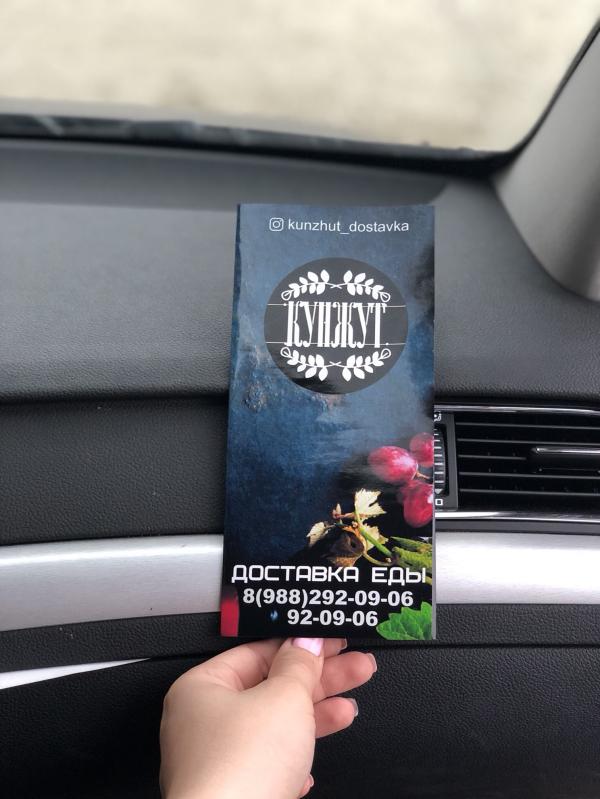 kunzhut_dostavka
КУНЖУТ
ДОСТАВКА ЕДЫ
8(988)292-09-06
92-09-06